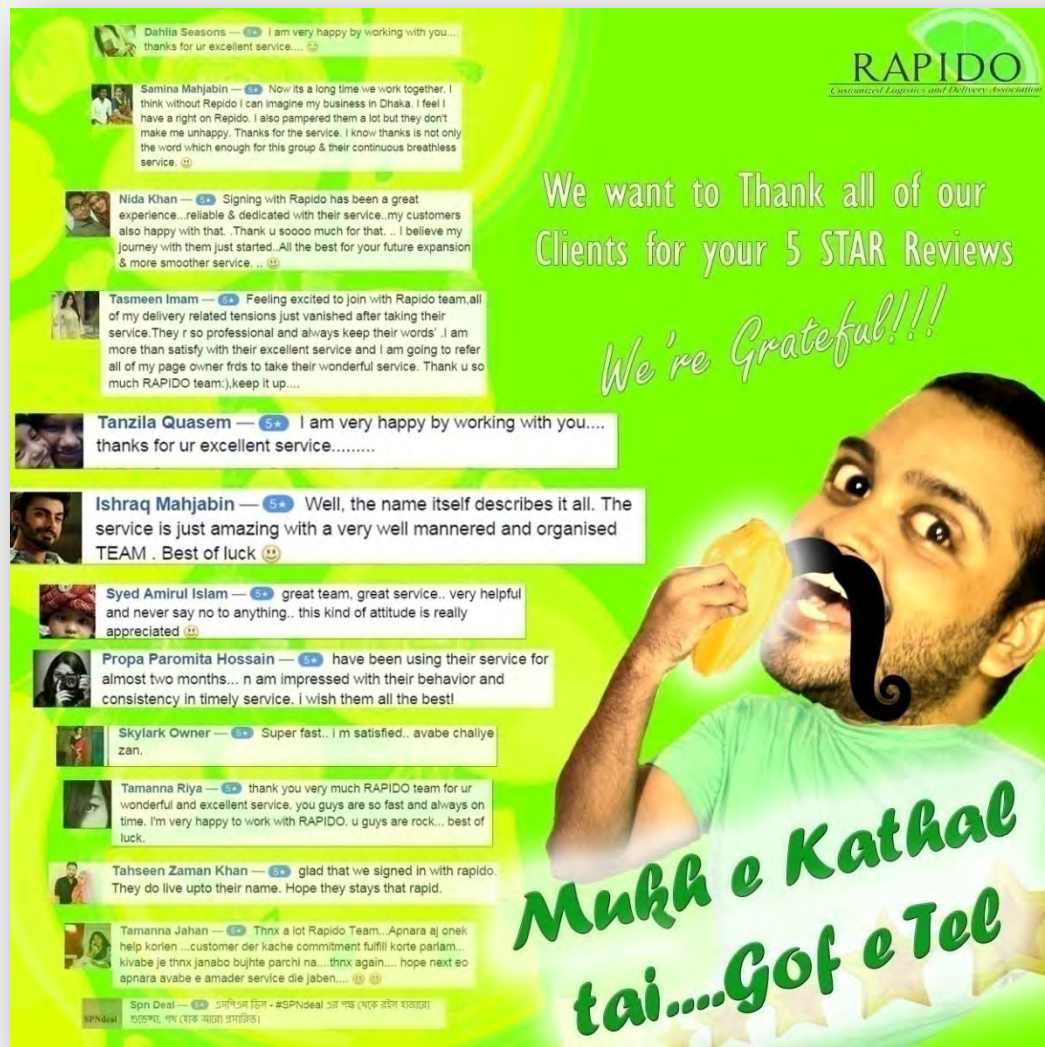 Dahlia Seasons — 5★ i am very happy by working with you....
thanks for ur excellent service....
Samina Mahjabin — 5★ Now its a long time we work together. I
think without Repido I can imagine my business in Dhaka. I feel I
have a right on Repido. I also pampered them a lot but they don't
make me unhappy. Thanks for the service. I know thanks is not only
the word which enough for this group & their continuous breathless
service.
Nida Khan — 5★ Signing with Rapido has been a great
experience...reliable & dedicated with their service..my customers
also happy with that. .Thank u soooo much for that. .. I believe my
journey with them just started..All the best for your future expansion
& more smoother service. ..
Tasmeen Imam — 5★ Feeling excited to join with Rapido team,all
of my delivery related tensions just vanished after taking their
service.They r so professional and always keep their words' .I am
more than satisfy with their excellent service and I am going to refer
all of my page owner frds to take their wonderful service. Thank u so
much RAPIDO team:),keep it up....
Tanzila Quasem — 5★ I am very happy by working with you....
thanks for ur excellent service.........
Ishraq Mahjabin — 5★ Well, the name itself describes it all. The
service is just amazing with a very well mannered and organised
TEAM . Best of luck
Syed Amirul Islam — 5★ great team, great service.. very helpful
and never say no to anything.. this kind of attitude is really
appreciated
Propa Paromita Hossain — 5★ have been using their service for
almost two months... n am impressed with their behavior and
consistency in timely service. i wish them all the best!
Skylark Owner — 5★ Super fast.. i m satisfied.. avabe chaliye
zan.
Tamanna Riya — 5★ thank you very much RAPIDO team for ur
wonderful and excellent service. you guys are so fast and always on
time. I'm very happy to work with RAPIDO. u guys are rock... best of
luck.
Tahseen Zaman Khan — 5★ glad that we signed in with rapido.
They do live upto their name. Hope they stays that rapid.
Tamanna Jahan — 5★ Thnx a lot Rapido Team...Apnara aj onek
help korlen ...customer der kache commitment fulfill korte parlam...
kivabe je thnx janabo bujhte parchi na....thnx again.... hope next eo
apnara avabe e amader service die jaben....
Spn Deal — 5★ এসপিএন ডিল - #SPNdeal এর পক্ষ থেকে রইল হাজারো
শুভেচ্ছা, পথ হোক আরো প্রসারিত।
SPNdeal
RAPIDO
Customized Logistics and Delivery Association
We want to Thank all of our
Clients for your 5 STAR Reviews
We're Grateful!!!
Mukh e Kathal
tai....Gof e Tel